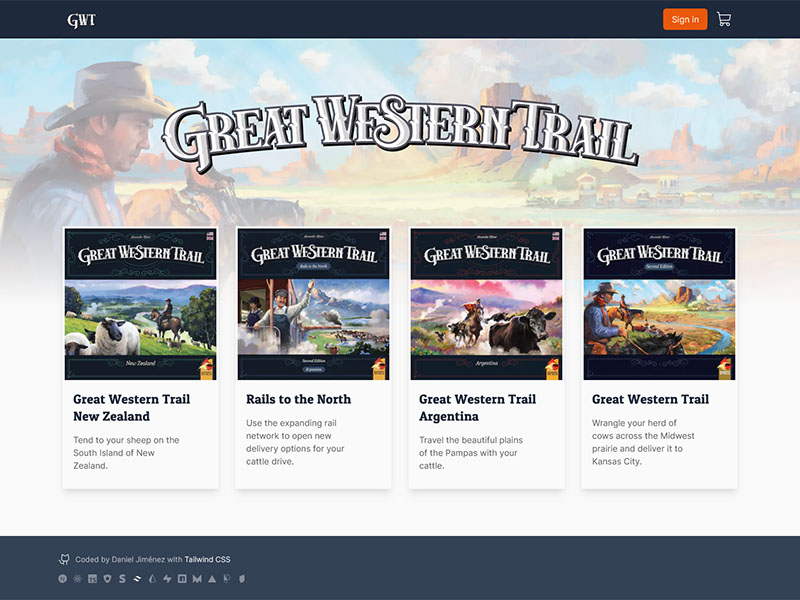 GWT
Sign in
GREAT WESTERN TRAIL
GREAT WESTERN TRAIL
New Zealand
GREAT WESTERN TRAIL
Rails to the North
Second Edition
Expansion
GREAT WESTERN TRAIL
Argentina
GREAT WESTERN TRAIL
Second Edition
Great Western Trail
New Zealand
Tend to your sheep on the
South Island of New
Zealand.
Rails to the North
Use the expanding rail
network to open new
delivery options for your
cattle drive.
Great Western Trail
Argentina
Travel the beautiful plains
of the Pampas with your
cattle.
Great Western Trail
Wrangle your herd of
cows across the Midwest
prairie and deliver it to
Kansas City.
Coded by Daniel Jiménez with Tailwind CSS